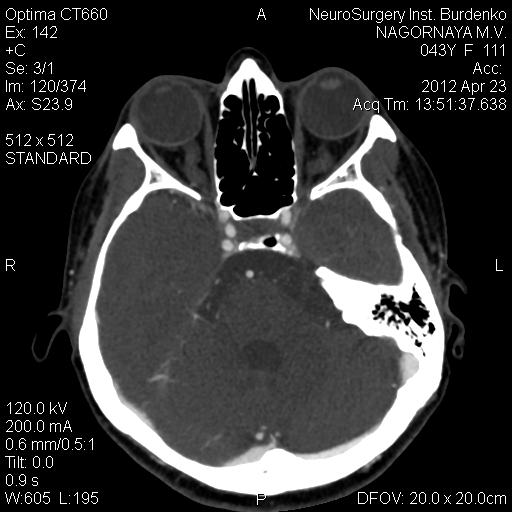 Optima CT660
Ex: 142
+C
Se: 3/1
Im: 120/374
Ax: S23.9
512 x 512
STANDARD
A
NeuroSurgery Inst. Burdenko
NAGORNAYA M.V.
043Y F 111
Acc:
2012 Apr 23
Acq Tm: 13:51:37.638
R
L
120.0 kV
200.0 mA
0.6 mm/0.5:1
Tilt: 0.0
0.9 s
W:605 L:195
P
DFOV: 20.0 x 20.0cm